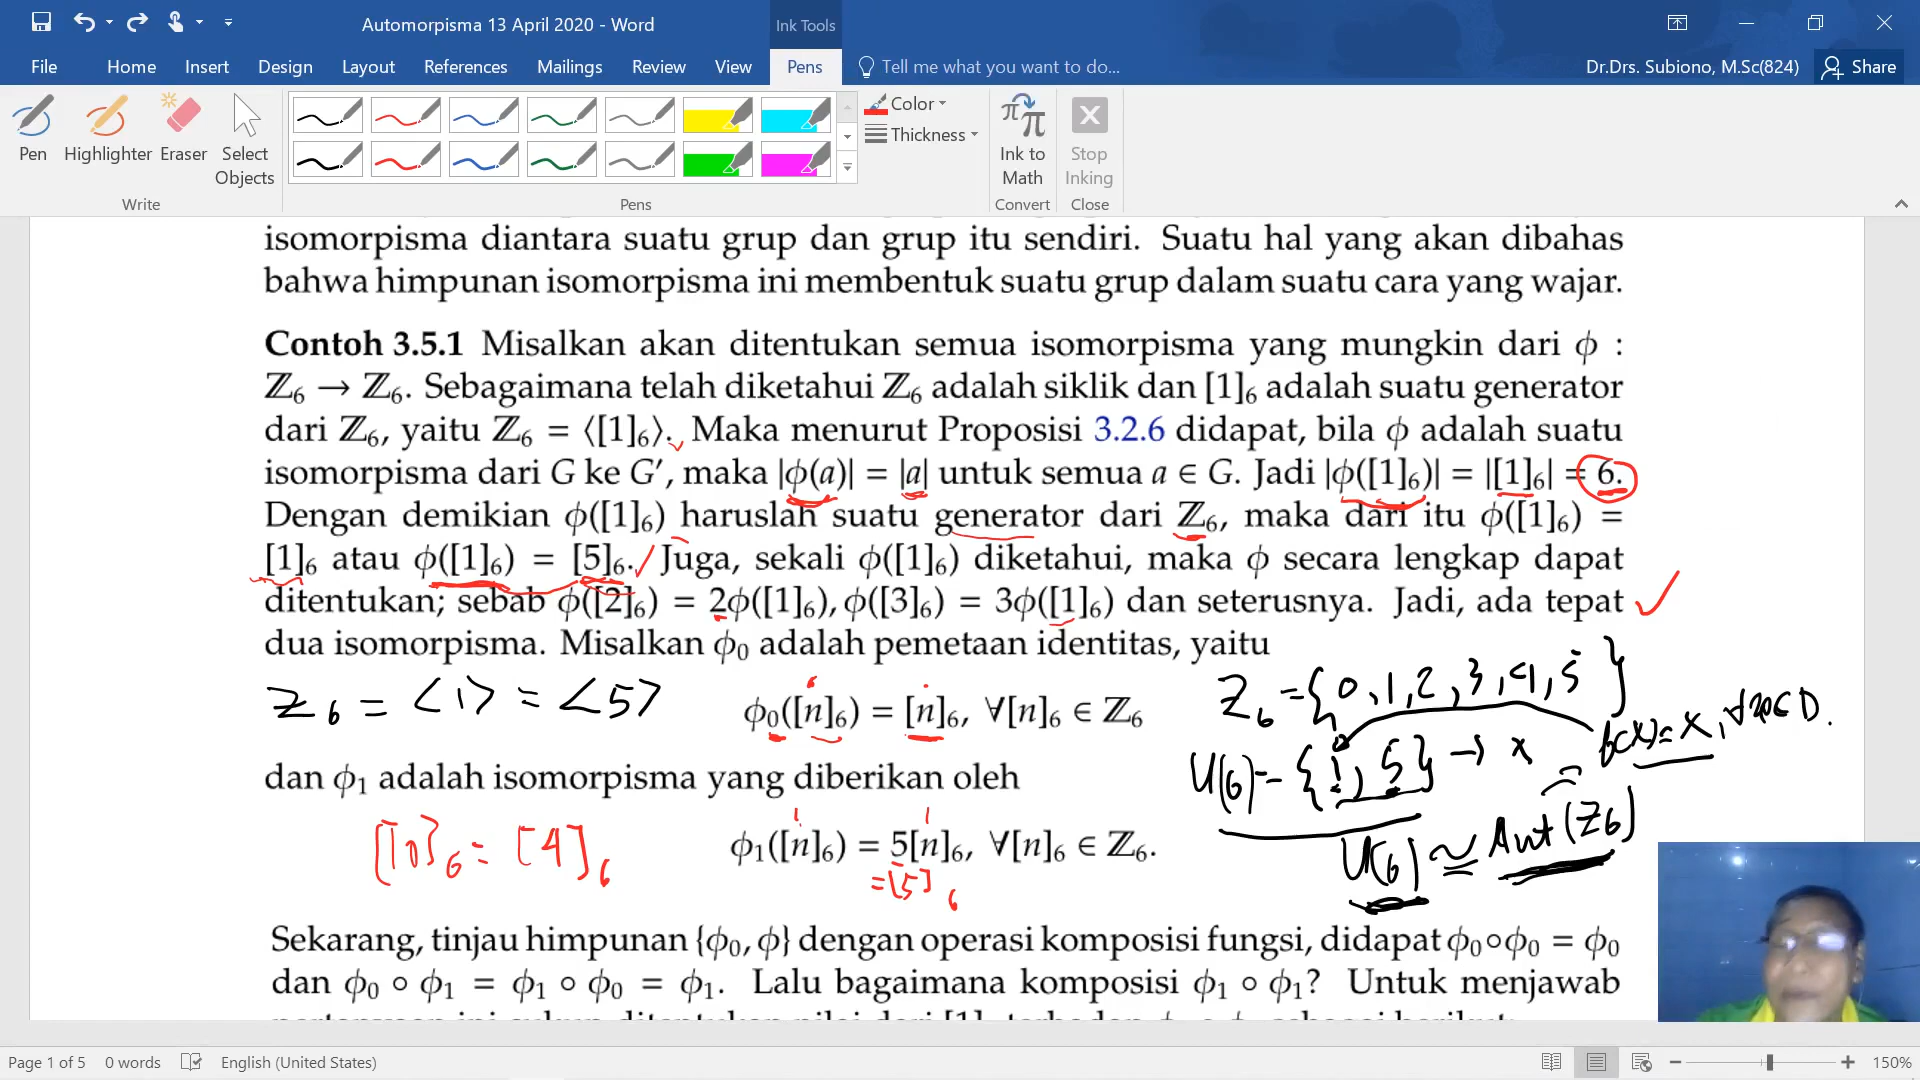 Automorpisma 13 April 2020 - Word
Ink Tools
File Home Insert Design Layout References Mailings Review View Pens Tell me what you want to do... Dr.Drs. Subiono, M.Sc(824) Share
Pen Highlighter Eraser Select Objects
Color
Thickness
Ink to Math
Stop Inking
Write Pens Convert Close
isomorpisma diantara suatu grup dan grup itu sendiri. Suatu hal yang akan dibahas
bahwa himpunan isomorpisma ini membentuk suatu grup dalam suatu cara yang wajar.
Contoh 3.5.1 Misalkan akan ditentukan semua isomorpisma yang mungkin dari ϕ :
ℤ₆ → ℤ₆. Sebagaimana telah diketahui ℤ₆ adalah siklik dan [1]₆ adalah suatu generator
dari ℤ₆, yaitu ℤ₆ = ⟨[1]₆⟩. Maka menurut Proposisi 3.2.6 didapat, bila ϕ adalah suatu
isomorpisma dari G ke G′, maka |ϕ(a)| = |a| untuk semua a ∈ G. Jadi |ϕ([1]₆)| = |[1]₆| = 6.
Dengan demikian ϕ([1]₆) haruslah suatu generator dari ℤ₆, maka dari itu ϕ([1]₆) =
[1]₆ atau ϕ([1]₆) = [5]₆. Juga, sekali ϕ([1]₆) diketahui, maka ϕ secara lengkap dapat
ditentukan; sebab ϕ([2]₆) = 2ϕ([1]₆), ϕ([3]₆) = 3ϕ([1]₆) dan seterusnya. Jadi, ada tepat
dua isomorpisma. Misalkan ϕ₀ adalah pemetaan identitas, yaitu
Z₆ = <1> = <5>
ϕ₀([n]₆) = [n]₆, ∀[n]₆ ∈ ℤ₆
Z₆ = {0,1,2,3,4,5}
U(6) = {1, 5} → x
dan ϕ₁ adalah isomorpisma yang diberikan oleh
[10]₆ = [4]₆
ϕ₁([n]₆) = 5[n]₆, ∀[n]₆ ∈ ℤ₆.
= [5]₆
U(6) ≅ Aut(Z₆)
Sekarang, tinjau himpunan {ϕ₀, ϕ} dengan operasi komposisi fungsi, didapat ϕ₀∘ϕ₀ = ϕ₀
dan ϕ₀ ∘ ϕ₁ = ϕ₁ ∘ ϕ₀ = ϕ₁. Lalu bagaimana komposisi ϕ₁ ∘ ϕ₁? Untuk menjawab
Page 1 of 5 0 words English (United States) 150%